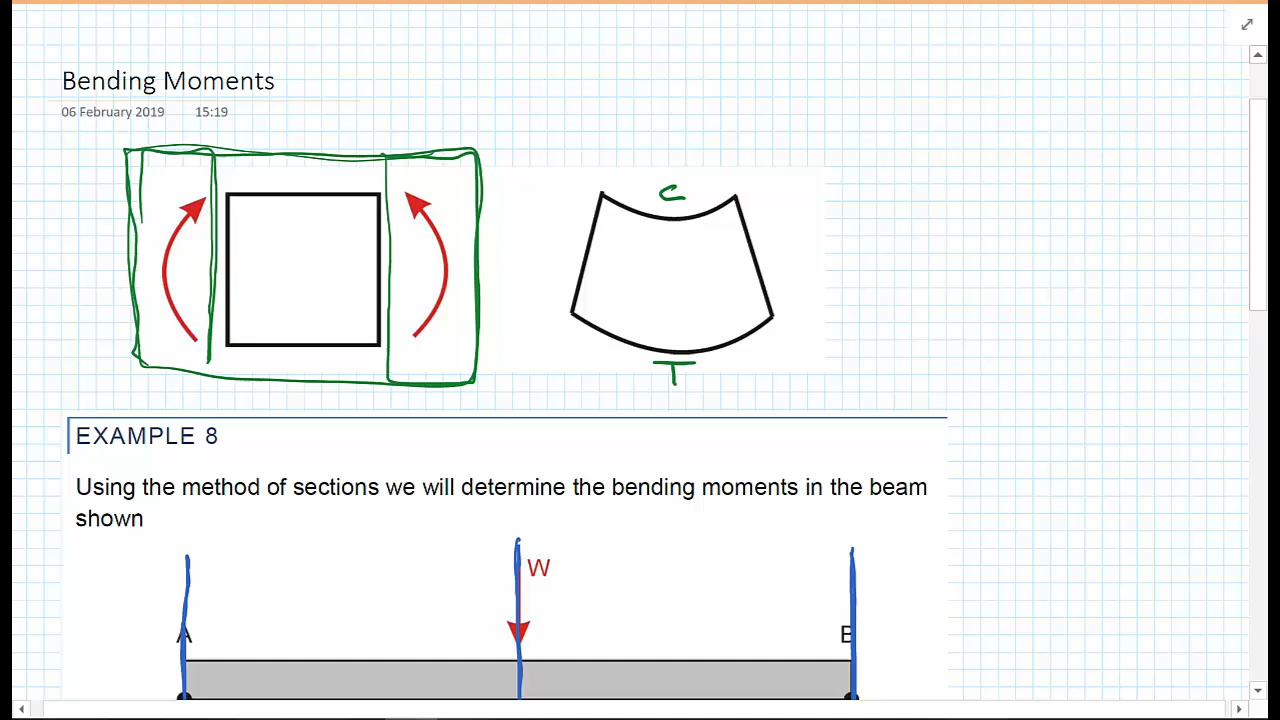 Bending Moments
06 February 2019 15:19
C
T
EXAMPLE 8
Using the method of sections we will determine the bending moments in the beam
shown
W
A
B